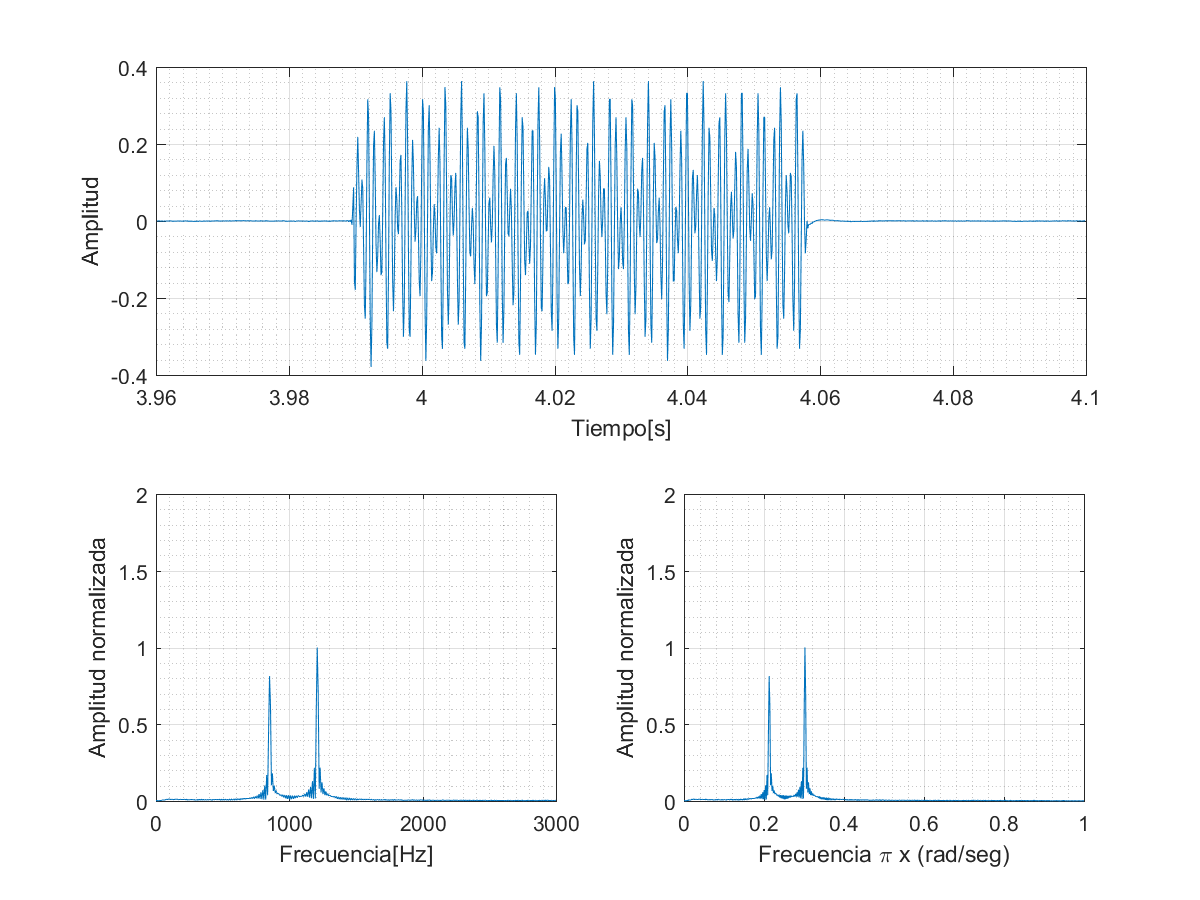 0.4
0.2
0
-0.2
-0.4
Amplitud
3.96 3.98 4 4.02 4.04 4.06 4.08 4.1
Tiempo[s]
2
1.5
1
0.5
0
Amplitud normalizada
0 1000 2000 3000
Frecuencia[Hz]
2
1.5
1
0.5
0
Amplitud normalizada
0 0.2 0.4 0.6 0.8 1
Frecuencia π x (rad/seg)